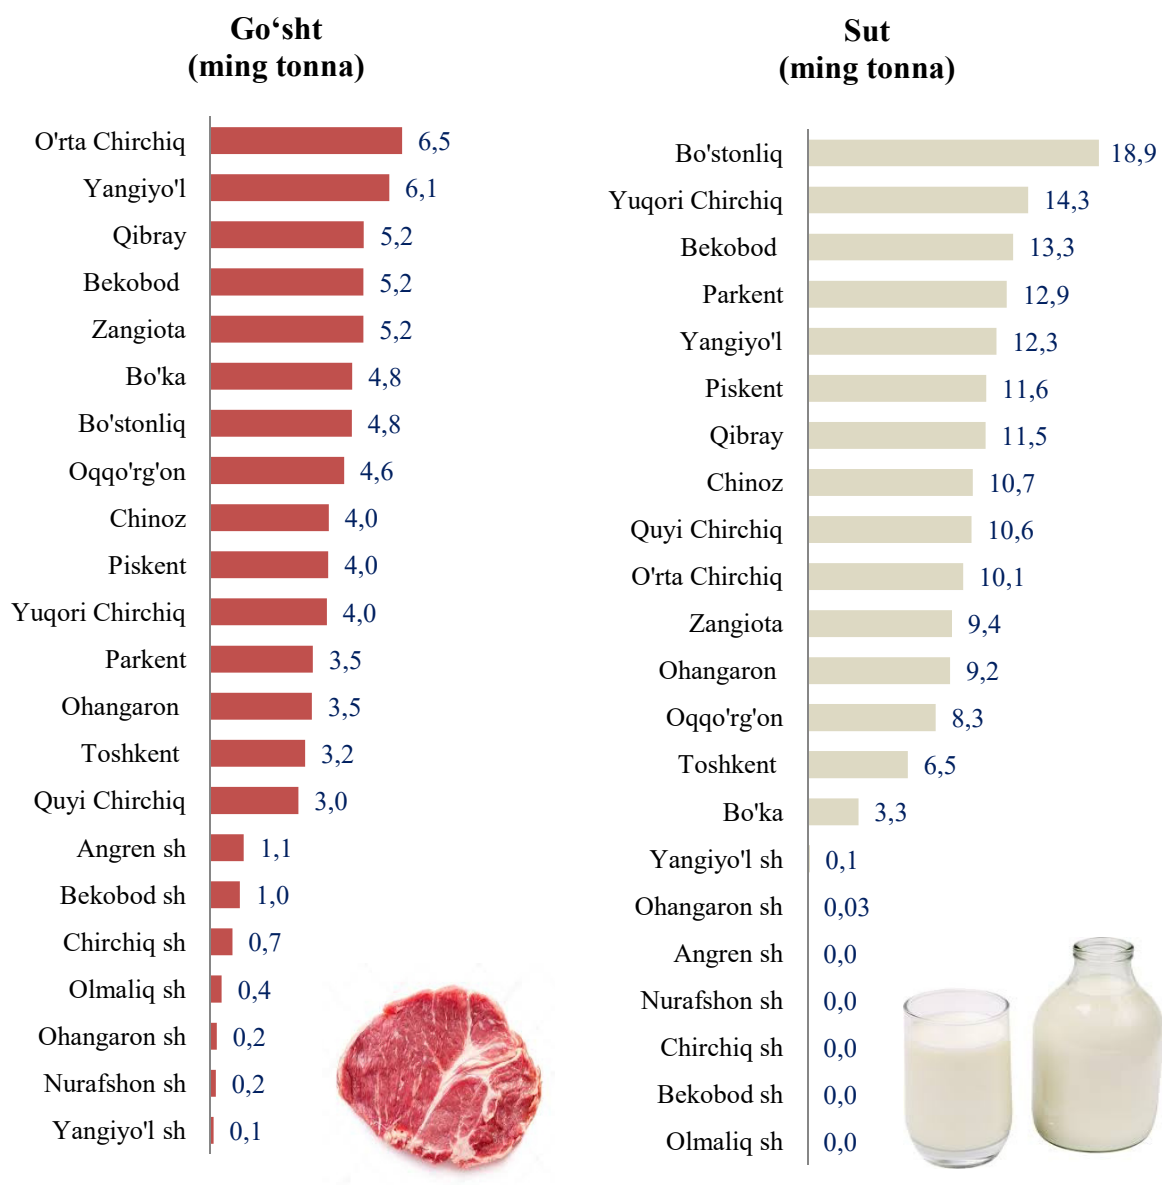 Go‘sht
(ming tonna)
O'rta Chirchiq 6,5
Yangiyo'l 6,1
Qibray 5,2
Bekobod 5,2
Zangiota 5,2
Bo'ka 4,8
Bo'stonliq 4,8
Oqqo'rg'on 4,6
Chinoz 4,0
Piskent 4,0
Yuqori Chirchiq 4,0
Parkent 3,5
Ohangaron 3,5
Toshkent 3,2
Quyi Chirchiq 3,0
Angren sh 1,1
Bekobod sh 1,0
Chirchiq sh 0,7
Olmaliq sh 0,4
Ohangaron sh 0,2
Nurafshon sh 0,2
Yangiyo'l sh 0,1
Sut
(ming tonna)
Bo'stonliq 18,9
Yuqori Chirchiq 14,3
Bekobod 13,3
Parkent 12,9
Yangiyo'l 12,3
Piskent 11,6
Qibray 11,5
Chinoz 10,7
Quyi Chirchiq 10,6
O'rta Chirchiq 10,1
Zangiota 9,4
Ohangaron 9,2
Oqqo'rg'on 8,3
Toshkent 6,5
Bo'ka 3,3
Yangiyo'l sh 0,1
Ohangaron sh 0,03
Angren sh 0,0
Nurafshon sh 0,0
Chirchiq sh 0,0
Bekobod sh 0,0
Olmaliq sh 0,0